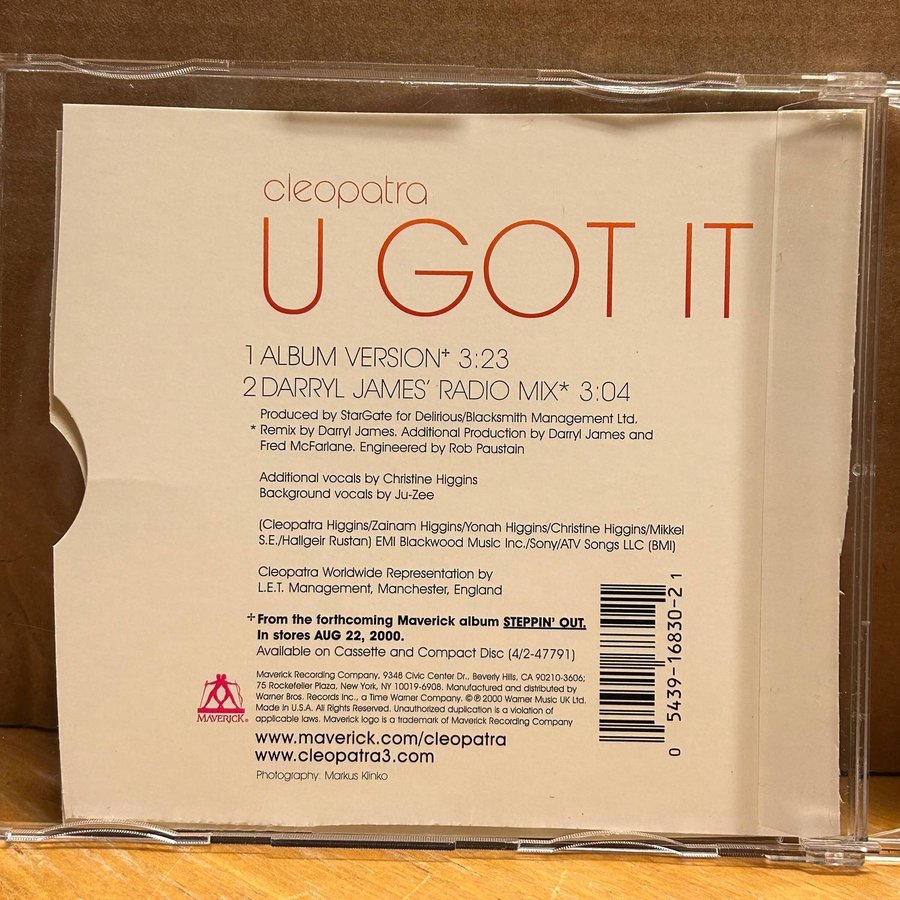 cleopatra
U GOT IT
1 ALBUM VERSION✝ 3:23
2 DARRYL JAMES' RADIO MIX* 3:04
Produced by StarGate for Delirious/Blacksmith Management Ltd.
* Remix by Darryl James. Additional Production by Darryl James and
Fred McFarlane. Engineered by Rob Paustain
Additional vocals by Christine Higgins
Background vocals by Ju-Zee
(Cleopatra Higgins/Zainam Higgins/Yonah Higgins/Christine Higgins/Mikkel
S.E./Hallgeir Rustan) EMI Blackwood Music Inc./Sony/ATV Songs LLC (BMI)
Cleopatra Worldwide Representation by
L.E.T. Management, Manchester, England
✝From the forthcoming Maverick album STEPPIN' OUT.
In stores AUG 22, 2000.
Available on Cassette and Compact Disc (4/2-47791)
Maverick Recording Company, 9348 Civic Center Dr., Beverly Hills, CA 90210-3606;
75 Rockefeller Plaza, New York, NY 10019-6908. Manufactured and distributed by
Warner Bros. Records Inc., a Time Warner Company. ©℗ 2000 Warner Music UK Ltd.
Made in U.S.A. All Rights Reserved. Unauthorized duplication is a violation of
applicable laws. Maverick logo is a trademark of Maverick Recording Company
MAVERICK®
www.maverick.com/cleopatra
www.cleopatra3.com
Photography: Markus Klinko
0 5439-16830-2 1